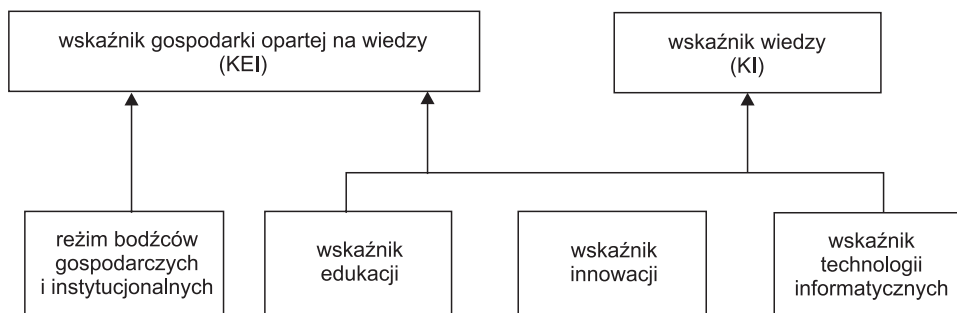 wskaźnik gospodarki opartej na wiedzy
(KEI)
wskaźnik wiedzy
(KI)
reżim bodźców
gospodarczych
i instytucjonalnych
wskaźnik
edukacji
wskaźnik
innowacji
wskaźnik
technologii
informatycznych